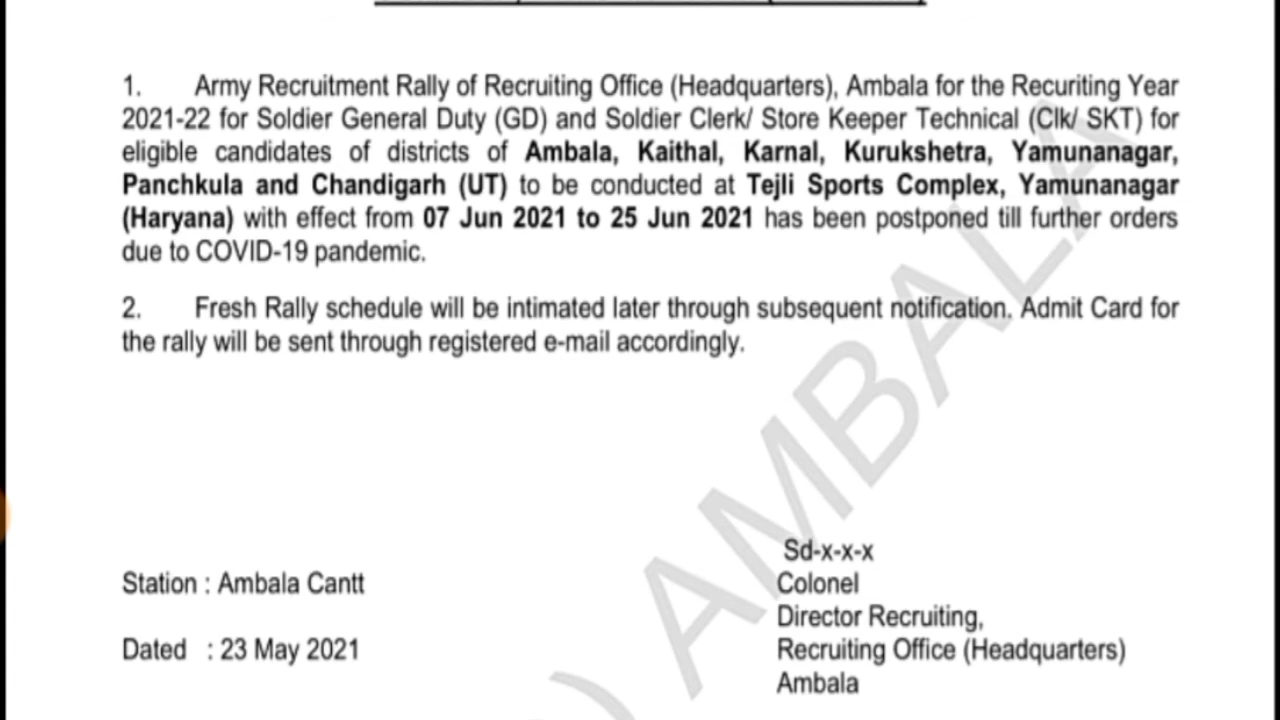 1. Army Recruitment Rally of Recruiting Office (Headquarters), Ambala for the Recuriting Year
2021-22 for Soldier General Duty (GD) and Soldier Clerk/ Store Keeper Technical (Clk/ SKT) for
eligible candidates of districts of Ambala, Kaithal, Karnal, Kurukshetra, Yamunanagar,
Panchkula and Chandigarh (UT) to be conducted at Tejli Sports Complex, Yamunanagar
(Haryana) with effect from 07 Jun 2021 to 25 Jun 2021 has been postponed till further orders
due to COVID-19 pandemic.
2. Fresh Rally schedule will be intimated later through subsequent notification. Admit Card for
the rally will be sent through registered e-mail accordingly.
) AMBALA
Sd-x-x-x
Station : Ambala Cantt Colonel
Director Recruiting,
Dated : 23 May 2021 Recruiting Office (Headquarters)
Ambala